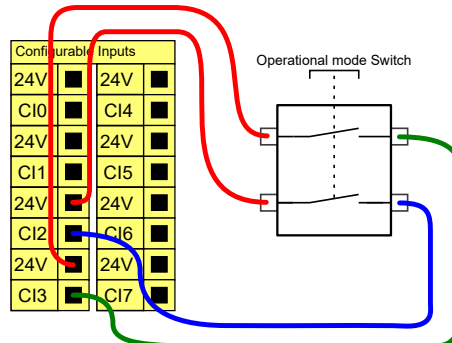 Configurable Inputs
Operational mode Switch
24V 24V
CI0 CI4
24V 24V
CI1 CI5
24V 24V
CI2 CI6
24V 24V
CI3 CI7